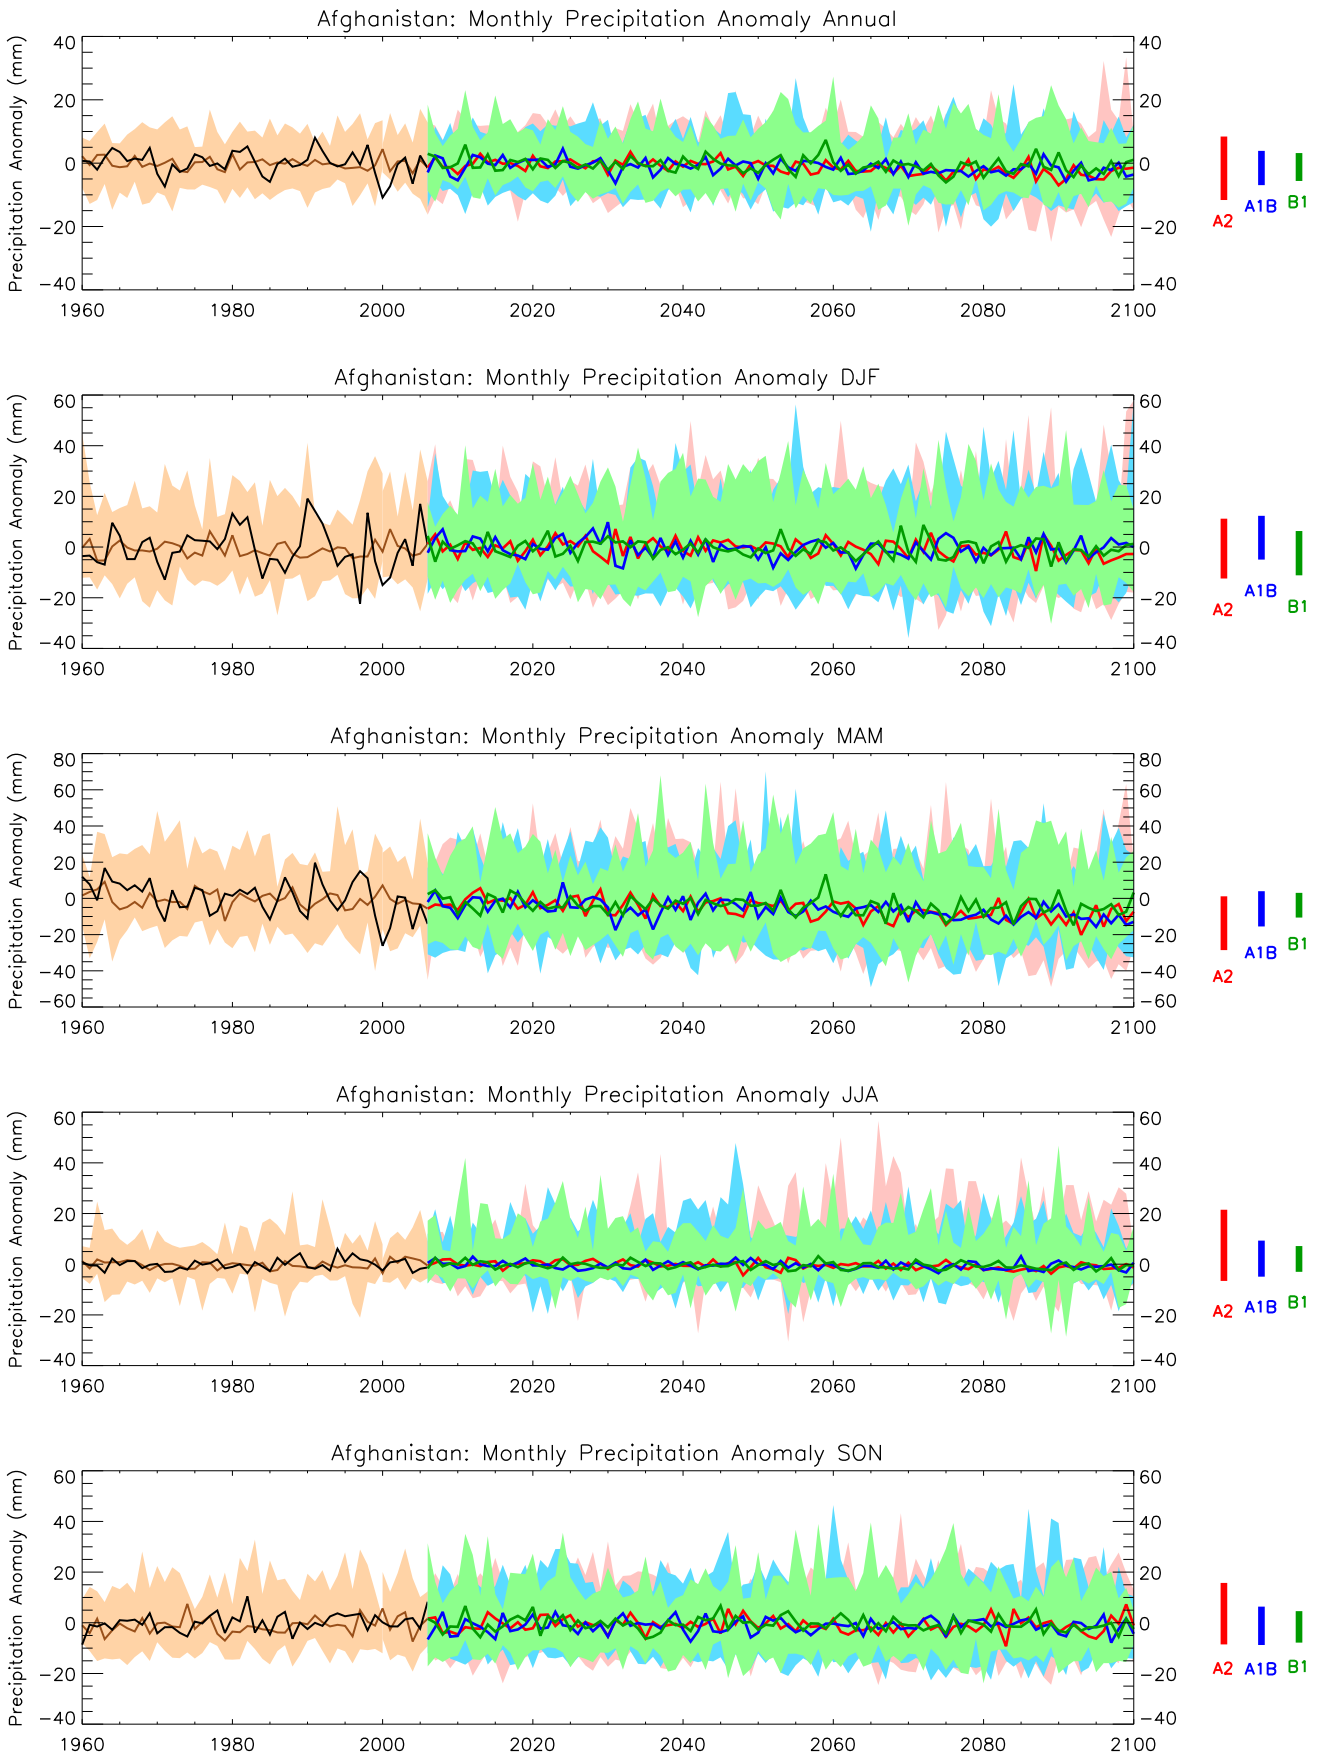 Afghanistan: Monthly Precipitation Anomaly Annual
Precipitation Anomaly (mm)
40 40
20 20
0 0
−20 −20
−40 −40
1960 1980 2000 2020 2040 2060 2080 2100
A2 A1B B1
Afghanistan: Monthly Precipitation Anomaly DJF
Precipitation Anomaly (mm)
60 60
40 40
20 20
0 0
−20 −20
−40 −40
1960 1980 2000 2020 2040 2060 2080 2100
A2 A1B B1
Afghanistan: Monthly Precipitation Anomaly MAM
Precipitation Anomaly (mm)
80 80
60 60
40 40
20 20
0 0
−20 −20
−40 −40
−60 −60
1960 1980 2000 2020 2040 2060 2080 2100
A2 A1B B1
Afghanistan: Monthly Precipitation Anomaly JJA
Precipitation Anomaly (mm)
60 60
40 40
20 20
0 0
−20 −20
−40 −40
1960 1980 2000 2020 2040 2060 2080 2100
A2 A1B B1
Afghanistan: Monthly Precipitation Anomaly SON
Precipitation Anomaly (mm)
60 60
40 40
20 20
0 0
−20 −20
−40 −40
1960 1980 2000 2020 2040 2060 2080 2100
A2 A1B B1